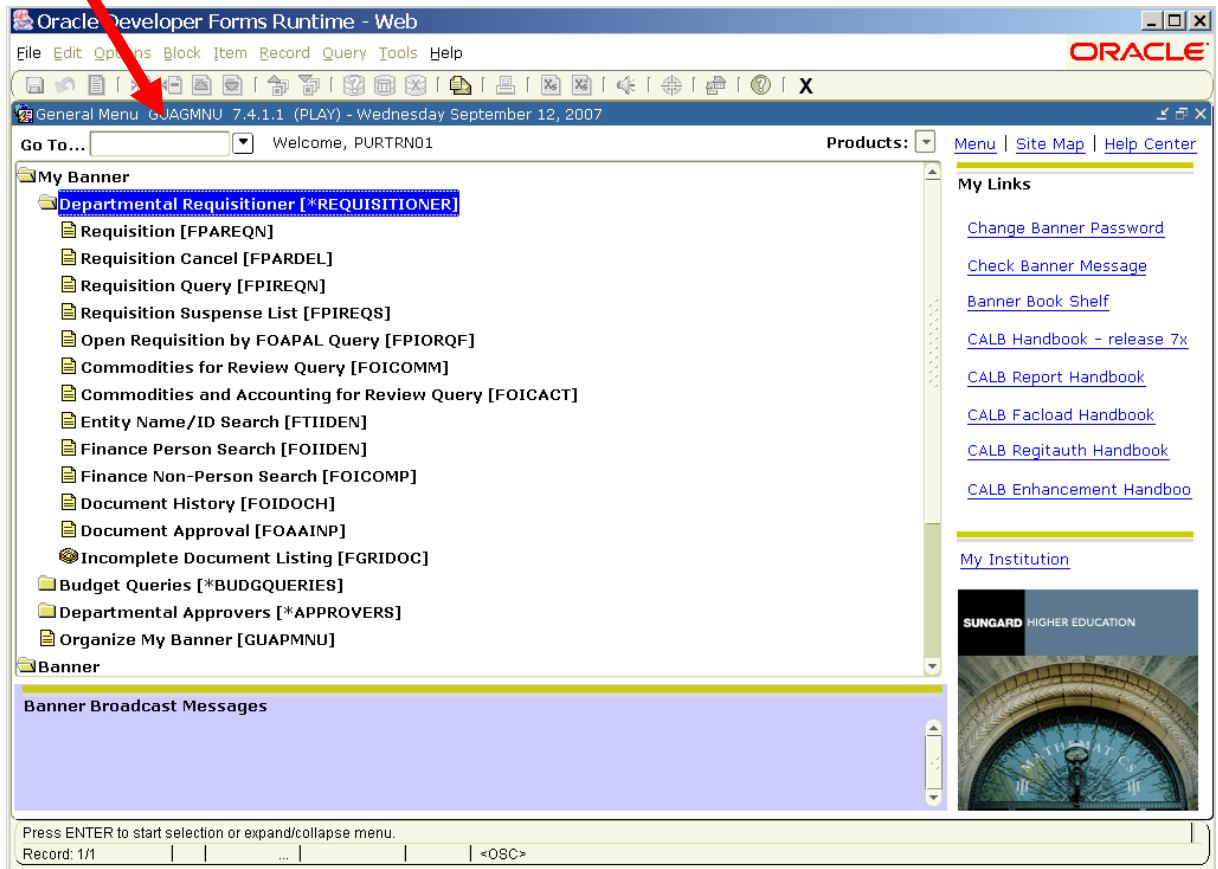 Oracle Developer Forms Runtime - Web
File Edit Options Block Item Record Query Tools Help
ORACLE
X
General Menu GUAGMNU 7.4.1.1 (PLAY) - Wednesday September 12, 2007
Go To... Welcome, PURTRN01 Products: Menu | Site Map | Help Center
My Banner
Departmental Requisitioner [*REQUISITIONER]
Requisition [FPAREQN]
Requisition Cancel [FPARDEL]
Requisition Query [FPIREQN]
Requisition Suspense List [FPIREQS]
Open Requisition by FOAPAL Query [FPIORQF]
Commodities for Review Query [FOICOMM]
Commodities and Accounting for Review Query [FOICACT]
Entity Name/ID Search [FTIIDEN]
Finance Person Search [FOIIDEN]
Finance Non-Person Search [FOICOMP]
Document History [FOIDOCH]
Document Approval [FOAAINP]
Incomplete Document Listing [FGRIDOC]
Budget Queries [*BUDGQUERIES]
Departmental Approvers [*APPROVERS]
Organize My Banner [GUAPMNU]
Banner
My Links
Change Banner Password
Check Banner Message
Banner Book Shelf
CALB Handbook - release 7x
CALB Report Handbook
CALB Facload Handbook
CALB Regitauth Handbook
CALB Enhancement Handboo
My Institution
SUNGARD HIGHER EDUCATION
MATHEMATICS
Banner Broadcast Messages
Press ENTER to start selection or expand/collapse menu.
Record: 1/1 ... <OSC>